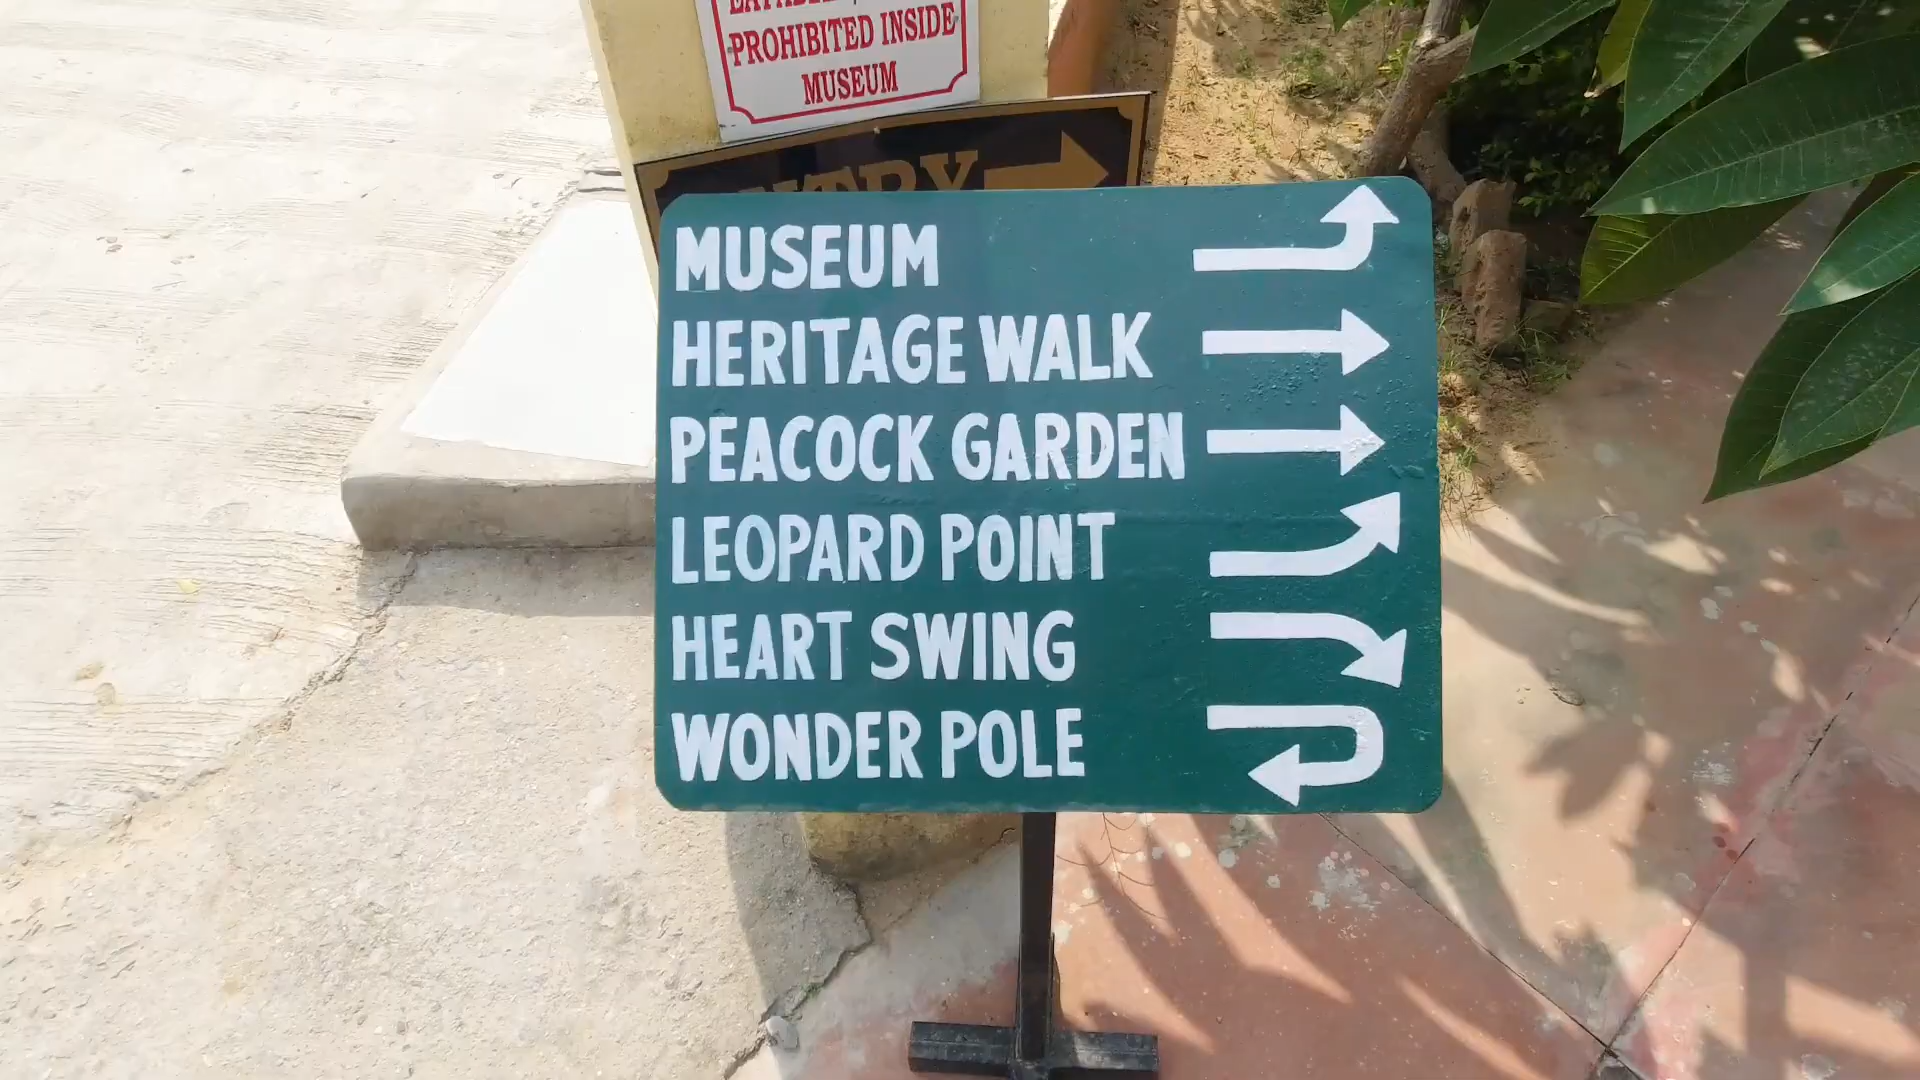 PROHIBITED INSIDE
MUSEUM
MUSEUM
HERITAGE WALK
PEACOCK GARDEN
LEOPARD POINT
HEART SWING
WONDER POLE